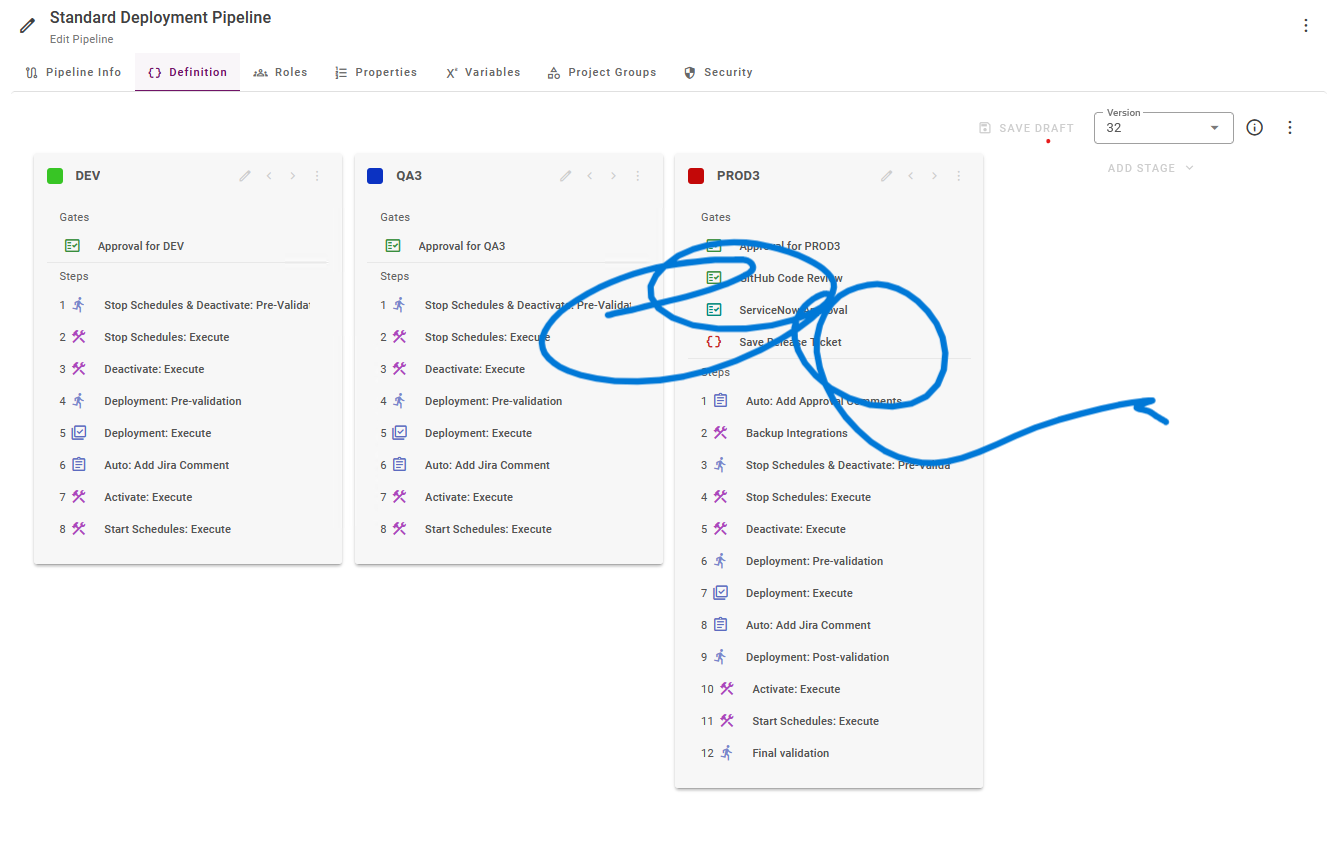 Standard Deployment Pipeline
Edit Pipeline
Pipeline Info
Definition
Roles
Properties
Variables
Project Groups
Security
SAVE DRAFT
Version
32
ADD STAGE
DEV
Gates
Approval for DEV
Steps
1 Stop Schedules & Deactivate: Pre-Validat
2 Stop Schedules: Execute
3 Deactivate: Execute
4 Deployment: Pre-validation
5 Deployment: Execute
6 Auto: Add Jira Comment
7 Activate: Execute
8 Start Schedules: Execute
QA3
Gates
Approval for QA3
Steps
1 Stop Schedules & Deactivate: Pre-Valida
2 Stop Schedules: Execute
3 Deactivate: Execute
4 Deployment: Pre-validation
5 Deployment: Execute
6 Auto: Add Jira Comment
7 Activate: Execute
8 Start Schedules: Execute
PROD3
Gates
Approval for PROD3
GitHub Code Review
ServiceNow Approval
Save Release Ticket
Steps
1 Auto: Add Approval Comments
2 Backup Integrations
3 Stop Schedules & Deactivate: Pre-Valida
4 Stop Schedules: Execute
5 Deactivate: Execute
6 Deployment: Pre-validation
7 Deployment: Execute
8 Auto: Add Jira Comment
9 Deployment: Post-validation
10 Activate: Execute
11 Start Schedules: Execute
12 Final validation